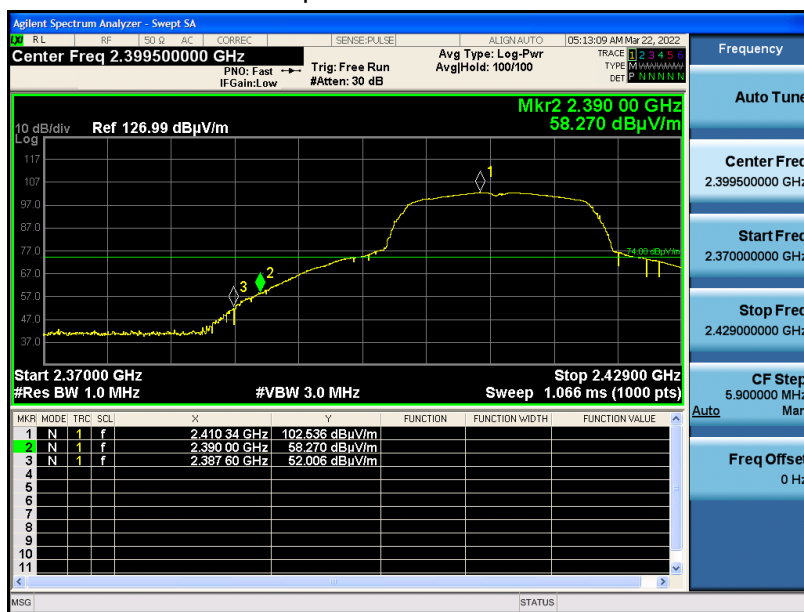 Agilent Spectrum Analyzer - Swept SA
LXI RL RF 50 Ω AC CORREC SENSE:PULSE ALIGN AUTO 05:13:09 AM Mar 22, 2022
Center Freq 2.399500000 GHz
PNO: Fast
IFGain:Low
Trig: Free Run
#Atten: 30 dB
Avg Type: Log-Pwr
Avg|Hold: 100/100
TRACE 1 2 3 4 5 6
TYPE M
DET P N N N N N
Frequency
Mkr2 2.390 00 GHz
58.270 dBµV/m
10 dB/div Ref 126.99 dBµV/m
Log
117
107
97.0
87.0
77.0
67.0
57.0
47.0
37.0
1
2
3
74.00 dBµV/m
Start 2.37000 GHz Stop 2.42900 GHz
#Res BW 1.0 MHz #VBW 3.0 MHz Sweep 1.066 ms (1000 pts)
MKR MODE TRC SCL X Y FUNCTION FUNCTION WIDTH FUNCTION VALUE
1 N 1 f 2.410 34 GHz 102.536 dBµV/m
2 N 1 f 2.390 00 GHz 58.270 dBµV/m
3 N 1 f 2.387 60 GHz 52.006 dBµV/m
4
5
6
7
8
9
10
11
MSG STATUS
Auto Tune
Center Freq
2.399500000 GHz
Start Freq
2.370000000 GHz
Stop Freq
2.429000000 GHz
CF Step
5.900000 MHz
Auto Man
Freq Offset
0 Hz